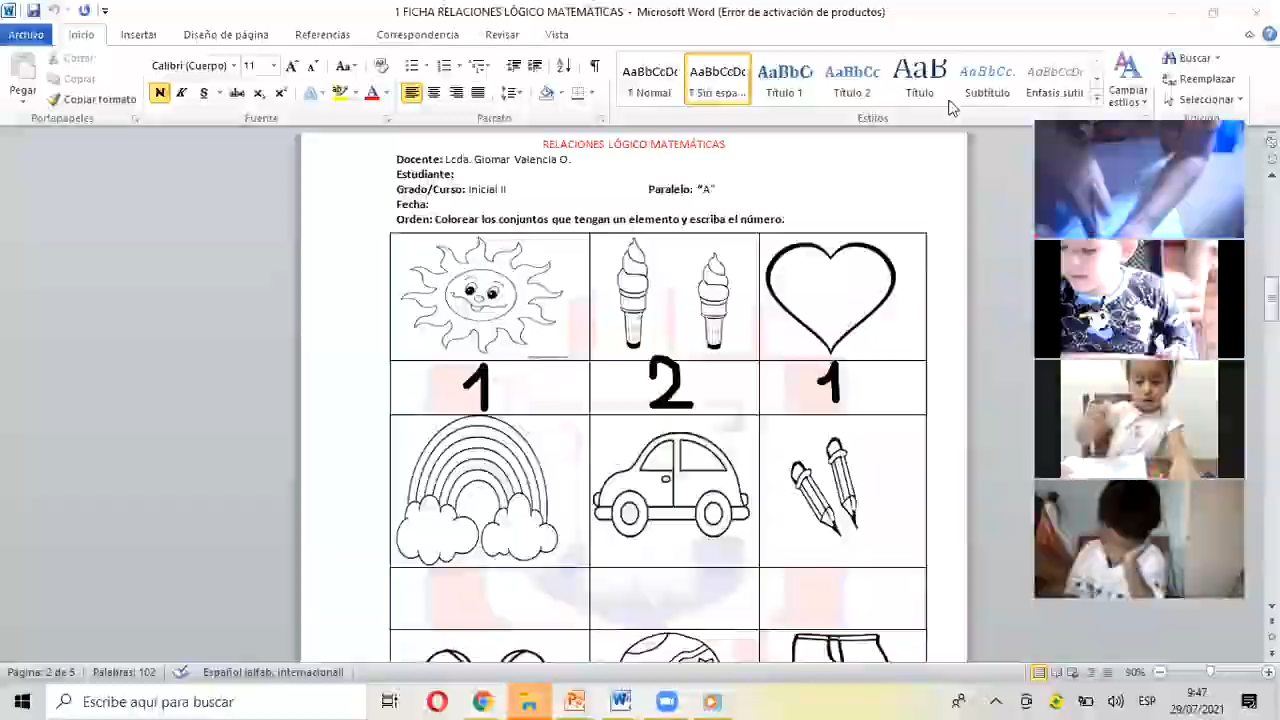 1 FICHA RELACIONES LÓGICO MATEMÁTICAS - Microsoft Word (Error de activación de productos)
Archivo Inicio Insertar Diseño de página Referencias Correspondencia Revisar Vista
Cortar
Copiar
Copiar formato
Pegar
Portapapeles
Calibri (Cuerpo) 11
N K S
Fuente
Párrafo
AaBbCcDc AaBbCcDc AaBbC AaBbCc AaB AaBbCc. AaBbCcDc
¶ Normal ¶ Sin espa... Título 1 Título 2 Título Subtítulo Énfasis sutil
Estilos
Cambiar estilos
Buscar
Reemplazar
Seleccionar
Edición
RELACIONES LÓGICO MATEMÁTICAS
Docente: Lcda. Giomar Valencia O.
Estudiante:
Grado/Curso: Inicial II Paralelo: “A”
Fecha:
Orden: Colorear los conjuntos que tengan un elemento y escriba el número.
1 2 1
Página: 2 de 5 Palabras: 102 Español (alfab. internacional) 90%
Escribe aquí para buscar
ESP
9:47
29/07/2021